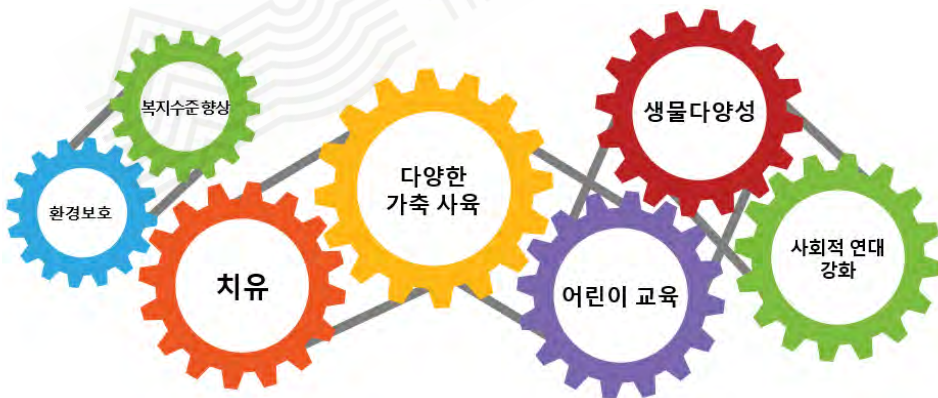 복지수준향상
환경보호
치유
다양한
가축 사육
어린이 교육
생물다양성
사회적 연대
강화